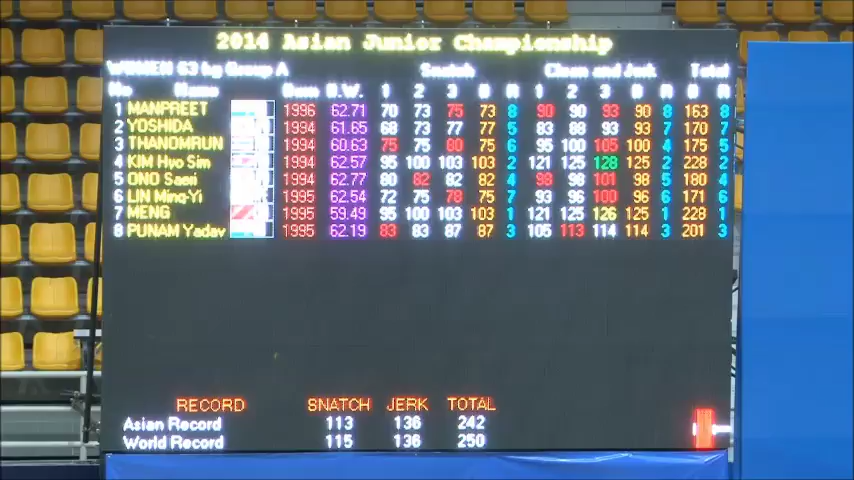 2014 Asian Junior Championship
WOMEN 63 kg Group A Snatch Clean and Jerk Total
No Name Born B.W. 1 2 3 B R 1 2 3 B R B R
1 MANPREET 1996 62.71 70 73 75 73 8 90 90 93 90 8 163 8
2 YOSHIDA 1994 61.65 68 73 77 77 5 83 88 93 93 7 170 7
3 THANOMRUN 1994 60.63 75 75 80 75 6 95 100 105 100 4 175 5
4 KIM Hyo Sim 1994 62.57 95 100 103 103 2 121 125 128 125 2 228 2
5 ONO Saeri 1994 62.77 80 82 82 82 4 98 98 101 98 5 180 4
6 LIN Ming-Yi 1995 62.54 72 75 78 75 7 93 96 100 96 6 171 6
7 MENG 1995 59.49 95 100 103 103 1 121 125 126 125 1 228 1
8 PUNAM Yadav 1995 62.19 83 83 87 87 3 105 113 114 114 3 201 3
RECORD SNATCH JERK TOTAL
Asian Record 113 136 242
World Record 115 136 250